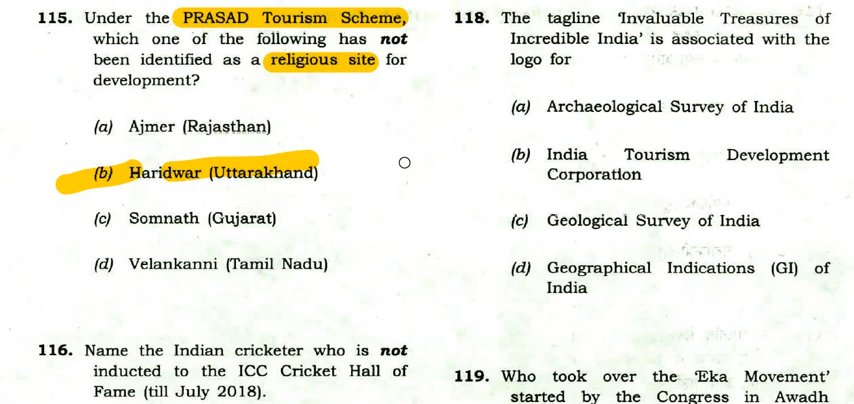 115. Under the PRASAD Tourism Scheme,
which one of the following has not
been identified as a religious site for
development?
(a) Ajmer (Rajasthan)
(b) Haridwar (Uttarakhand)
(c) Somnath (Gujarat)
(d) Velankanni (Tamil Nadu)
116. Name the Indian cricketer who is not
inducted to the ICC Cricket Hall of
Fame (till July 2018).
118. The tagline ‘Invaluable Treasures of
Incredible India’ is associated with the
logo for
(a) Archaeological Survey of India
(b) India Tourism Development
Corporation
(c) Geological Survey of India
(d) Geographical Indications (GI) of
India
119. Who took over the ‘Eka Movement’
started by the Congress in Awadh